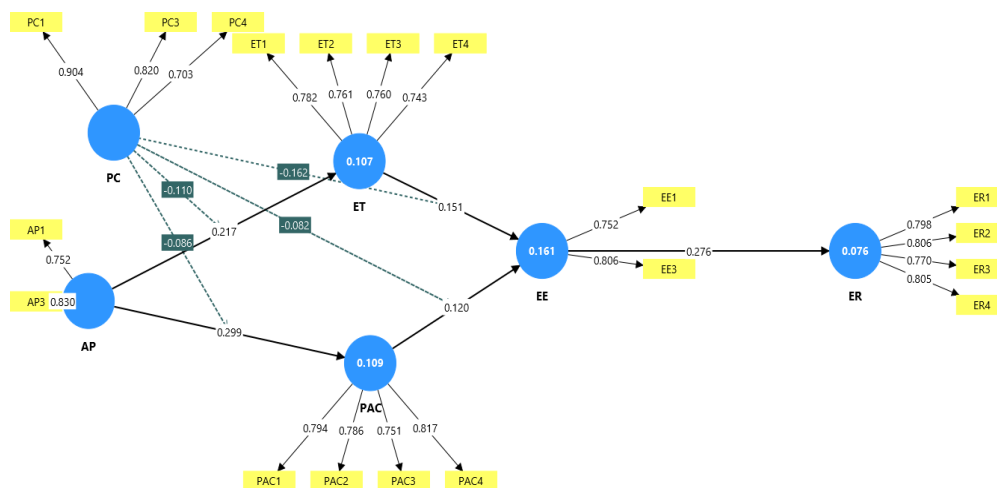 PC1
PC3
PC4
ET1
ET2
ET3
ET4
0.904
0.820
0.703
0.782
0.761
0.760
0.743
PC
0.107
ET
-0.162
-0.110
0.151
-0.082
0.217
-0.086
AP1
0.752
AP3
0.830
AP
0.299
0.120
0.109
PAC
0.794
0.786
0.751
0.817
PAC1
PAC2
PAC3
PAC4
EE1
0.752
0.161
EE
0.806
EE3
0.276
0.076
ER
0.798
0.806
0.770
0.805
ER1
ER2
ER3
ER4